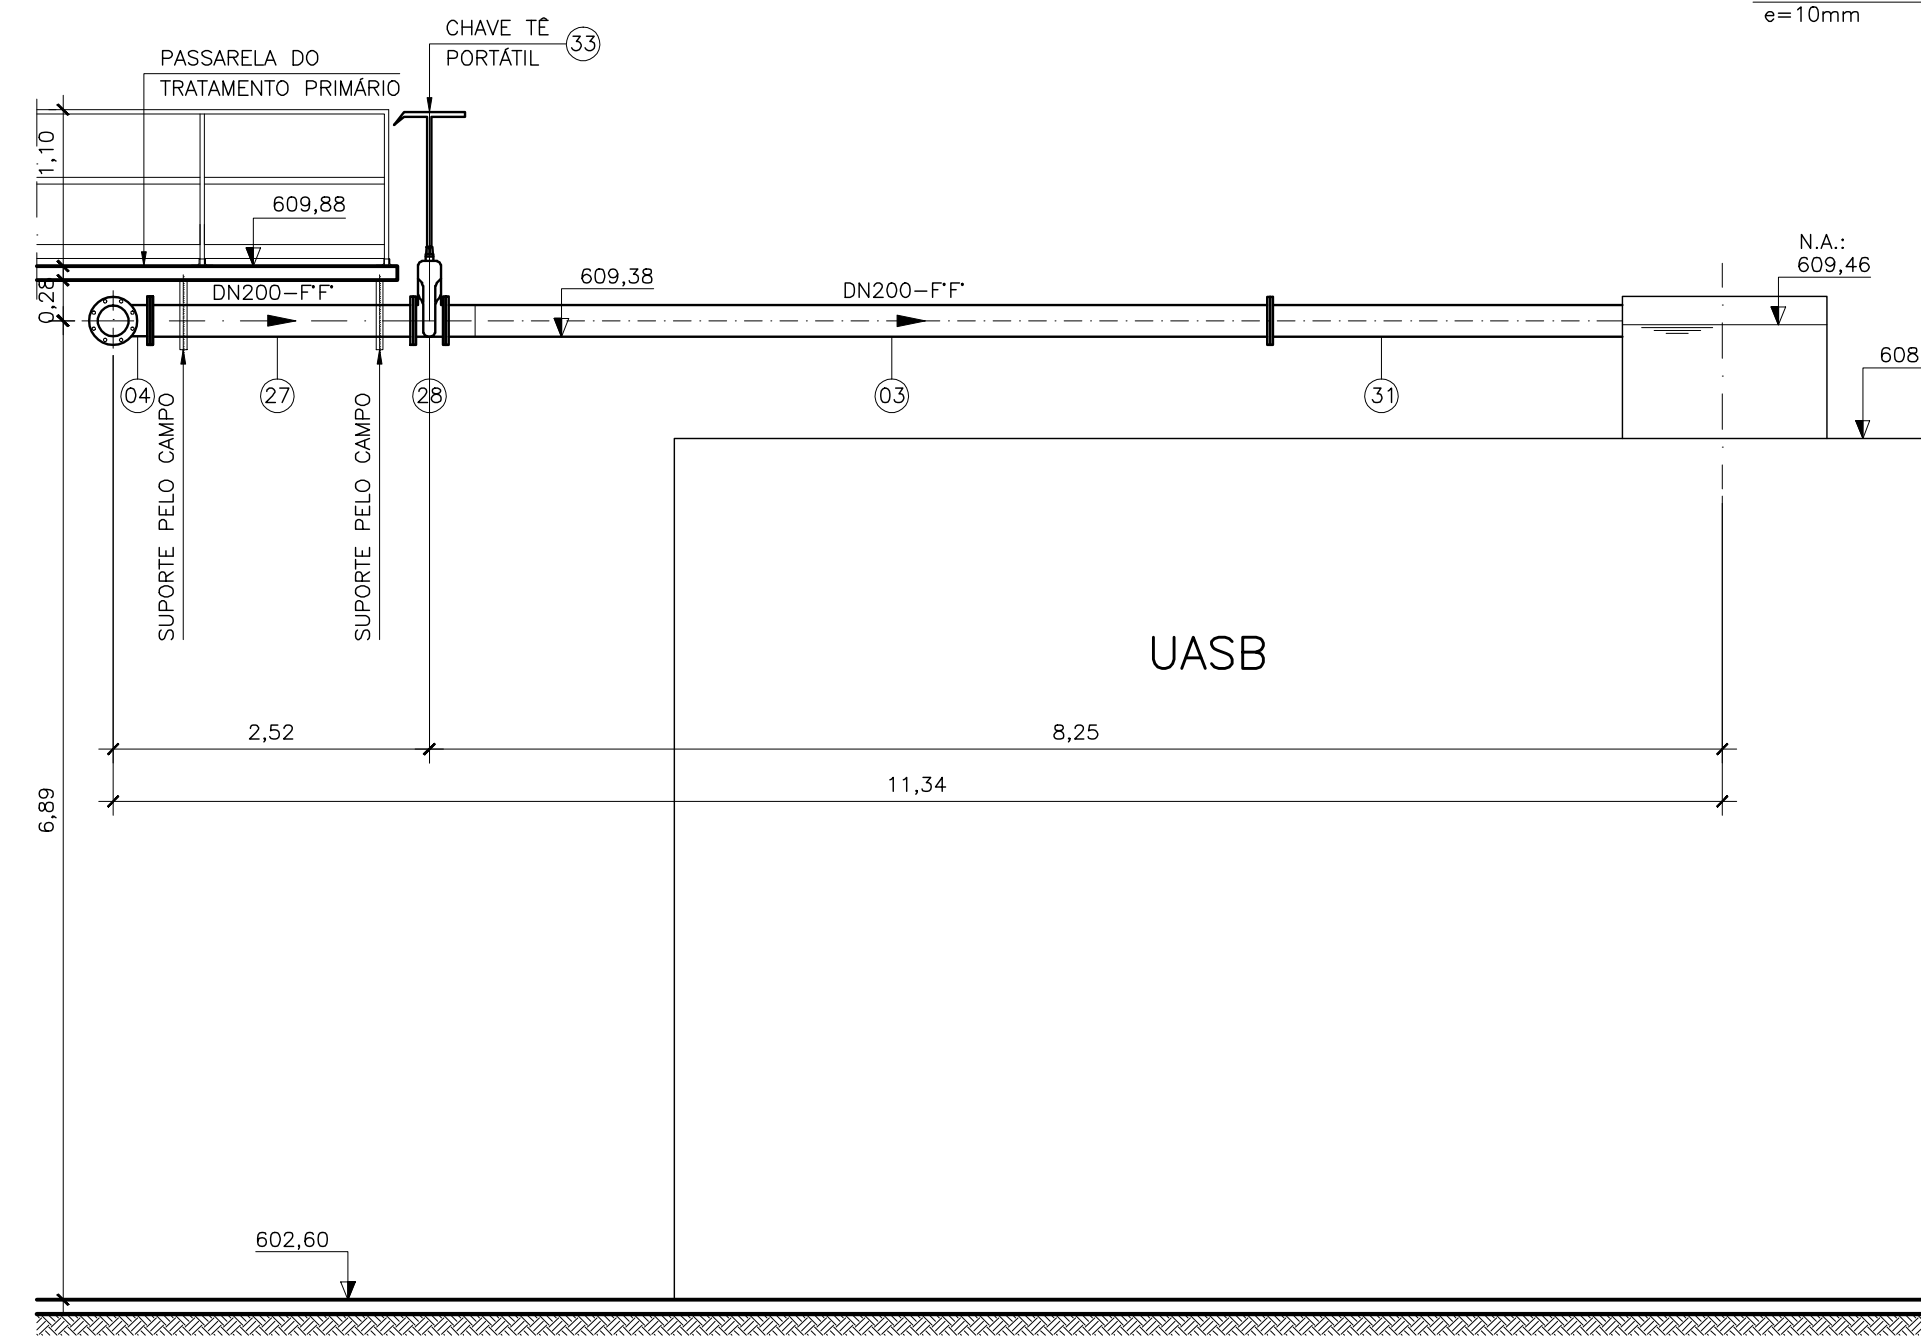 e=10mm
CHAVE TÊ
PORTÁTIL
33
PASSARELA DO
TRATAMENTO PRIMÁRIO
1,10
609,88
N.A.:
609,46
609,38
0,28
DN200-F°F°
DN200-F°F°
608
04
27
28
03
31
SUPORTE PELO CAMPO
SUPORTE PELO CAMPO
UASB
2,52
8,25
11,34
6,89
602,60